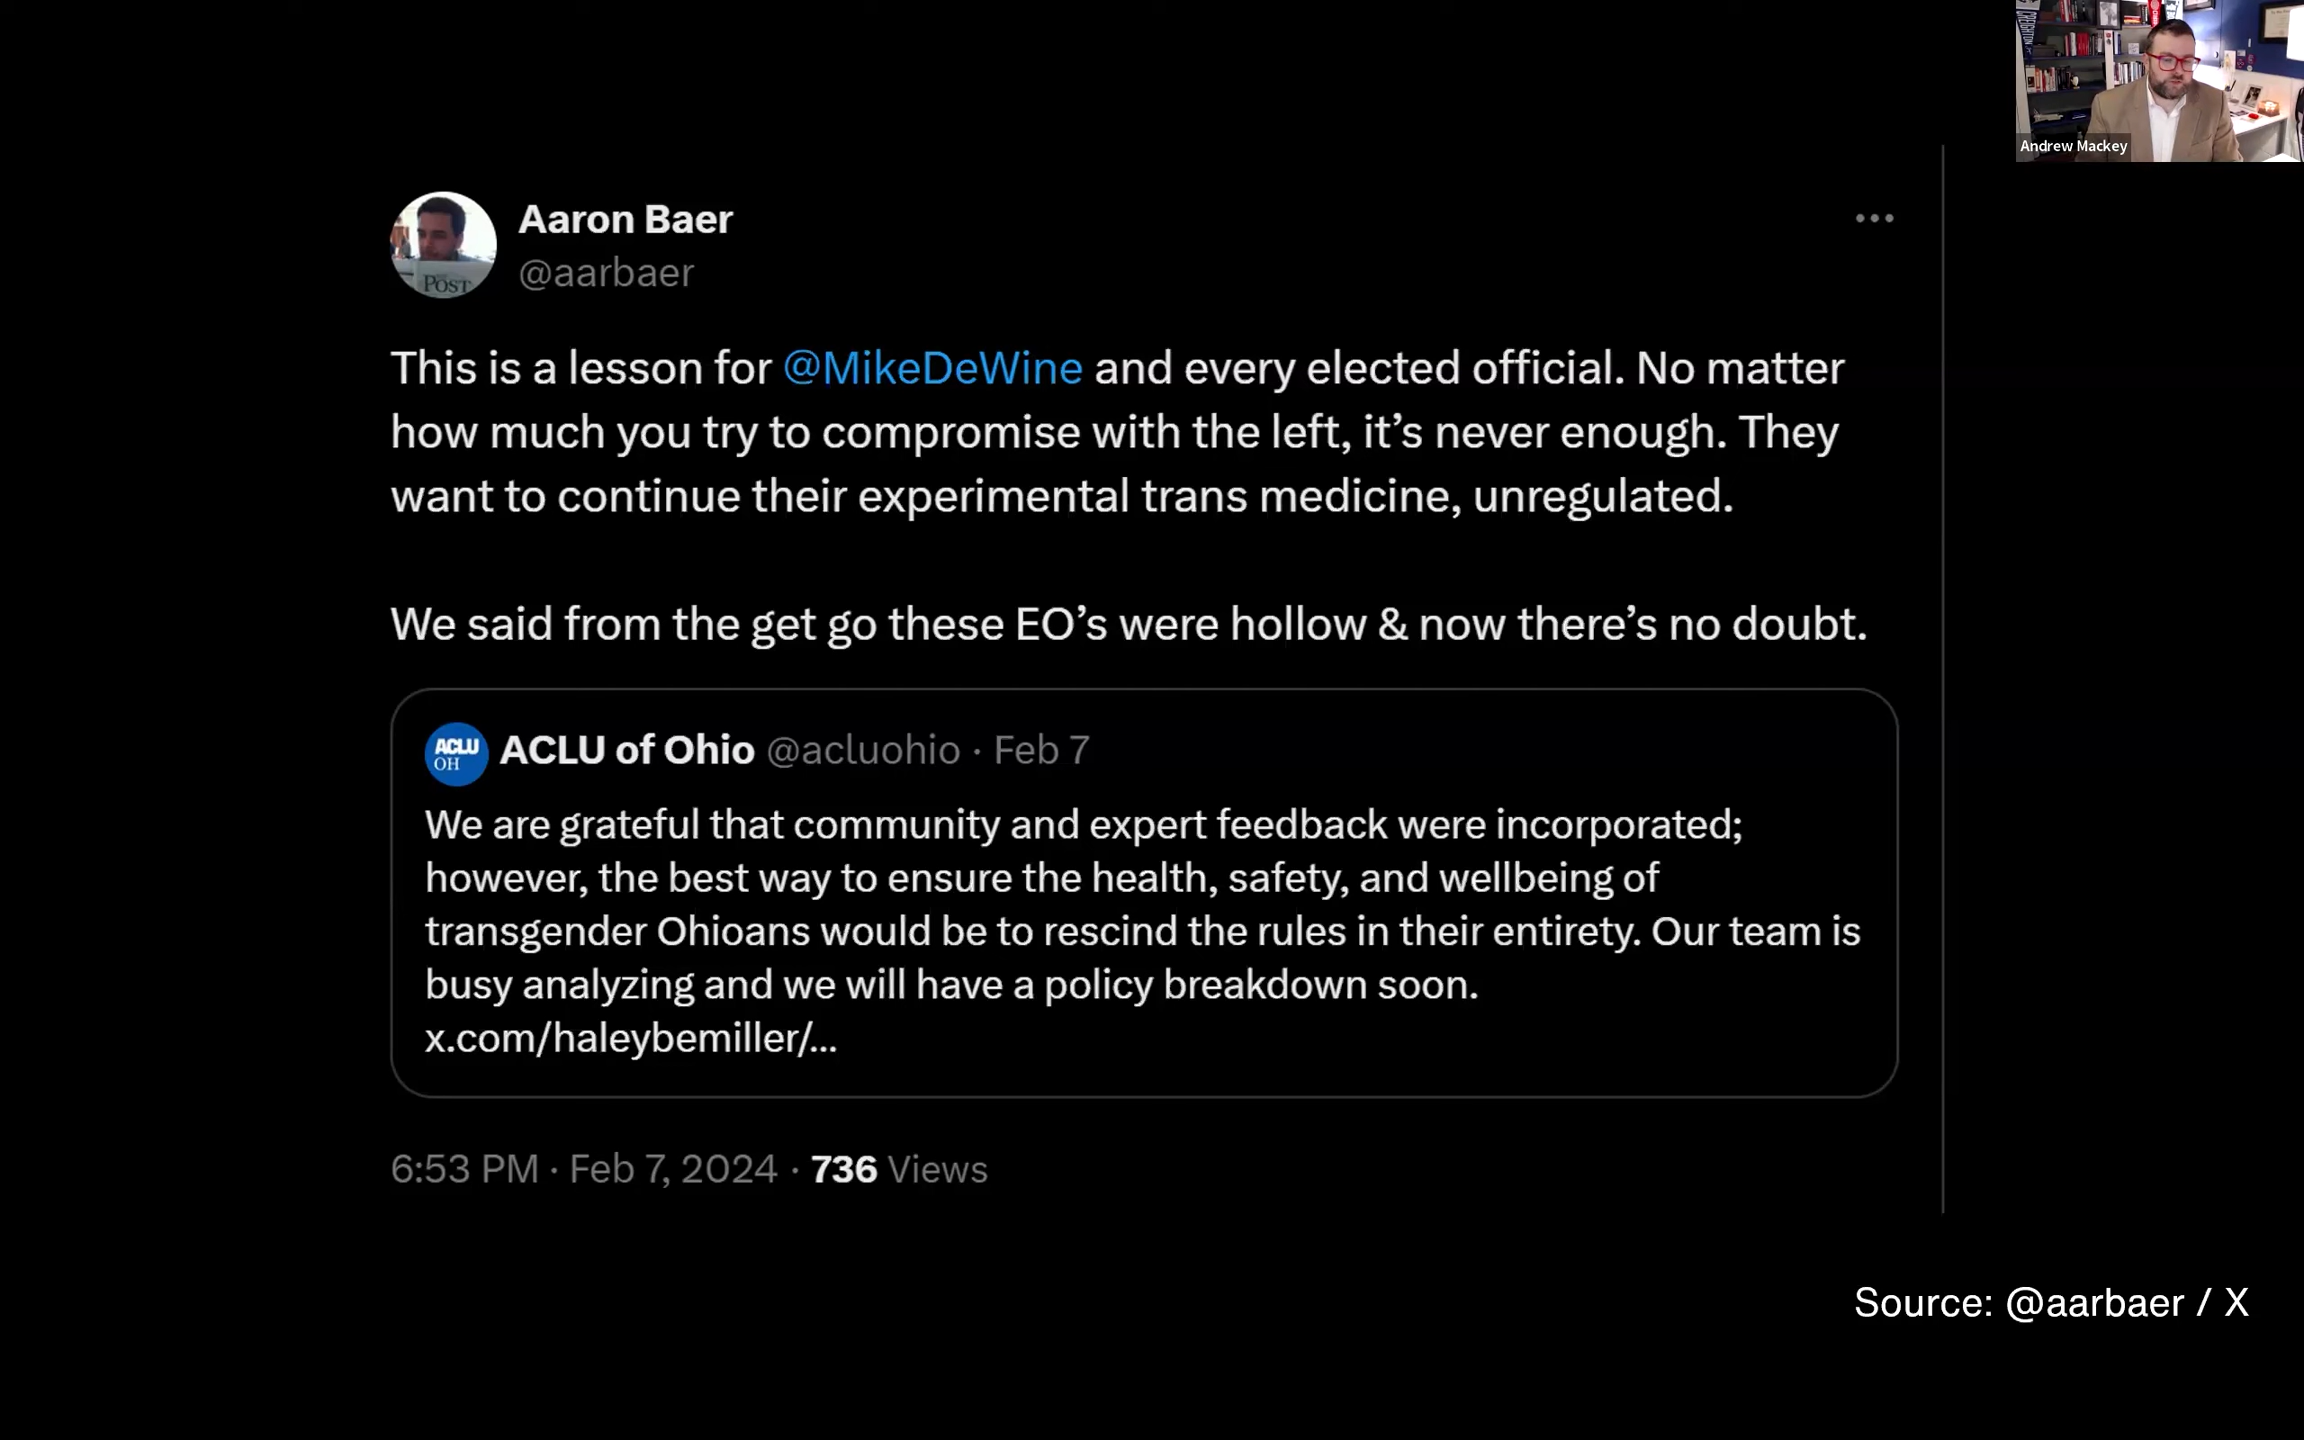 CREIGHTON
Andrew Mackey
Aaron Baer
@aarbaer
POST
This is a lesson for @MikeDeWine and every elected official. No matter
how much you try to compromise with the left, it’s never enough. They
want to continue their experimental trans medicine, unregulated.
We said from the get go these EO’s were hollow & now there’s no doubt.
ACLU
OH
ACLU of Ohio @acluohio · Feb 7
We are grateful that community and expert feedback were incorporated;
however, the best way to ensure the health, safety, and wellbeing of
transgender Ohioans would be to rescind the rules in their entirety. Our team is
busy analyzing and we will have a policy breakdown soon.
x.com/haleybemiller/...
6:53 PM · Feb 7, 2024 · 736 Views
Source: @aarbaer / X